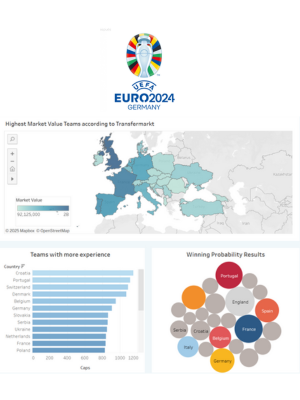 UEFA
EURO2024
GERMANY
Highest Market Value Teams according to Transfermarkt
Market Value
92,125,000
2B
© 2025 Mapbox © OpenStreetMap
Teams with more experience
Country
Croatia
Portugal
Switzerland
Denmark
Belgium
Germany
Slovakia
Serbia
Ukraine
Netherlands
France
Poland
0 200 400 600 800 1000 1200
Caps
Winning Probability Results
Portugal
England
Spain
Serbia
Croatia
France
Belgium
Italy
Germany